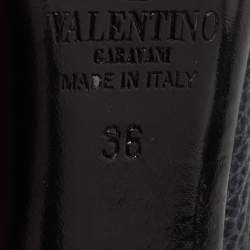 VALENTINO
GARAVANI
MADE IN ITALY
36